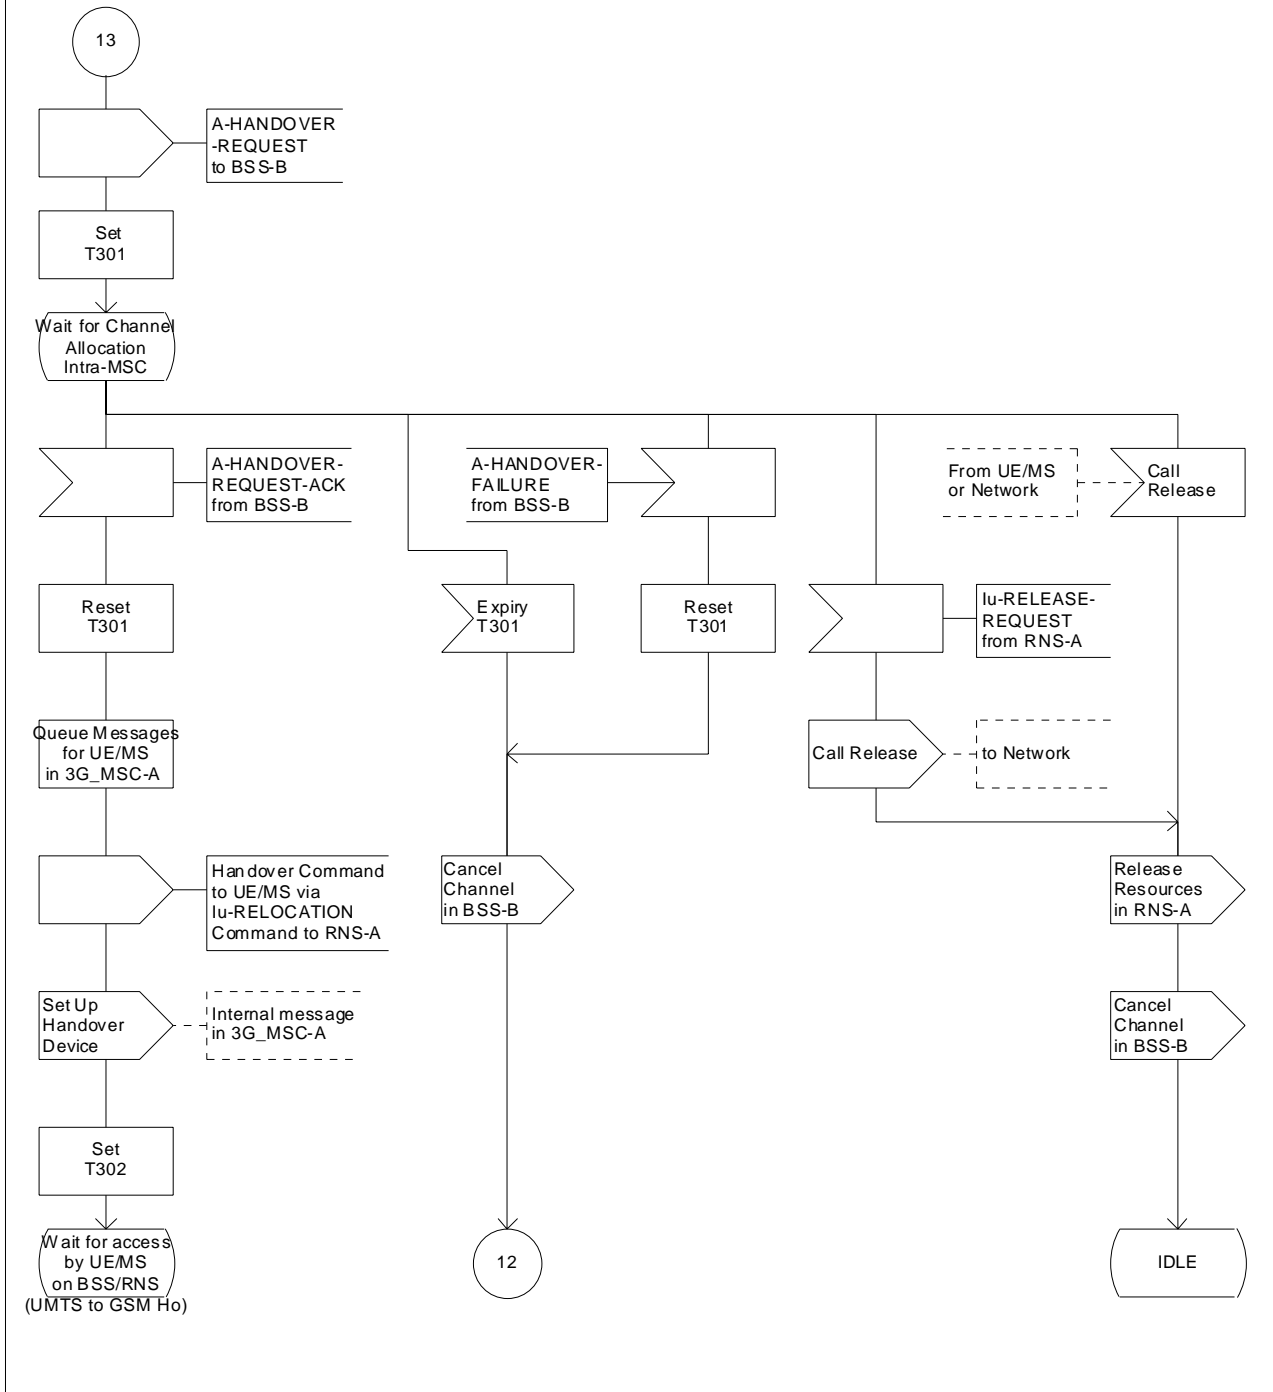 13
A-HANDOVER
-REQUEST
to BSS-B
Set
T301
Wait for Channel
Allocation
Intra-MSC
A-HANDOVER-
REQUEST-ACK
from BSS-B
A-HANDOVER-
FAILURE
from BSS-B
From UE/MS
or Network
Call
Release
Reset
T301
Expiry
T301
Reset
T301
Iu-RELEASE-
REQUEST
from RNS-A
Queue Messages
for UE/MS
in 3G_MSC-A
Call Release
to Network
Handover Command
to UE/MS via
Iu-RELOCATION
Command to RNS-A
Cancel
Channel
in BSS-B
Release
Resources
in RNS-A
Set Up
Handover
Device
Internal message
in 3G_MSC-A
Cancel
Channel
in BSS-B
Set
T302
Wait for access
by UE/MS
on BSS/RNS
(UMTS to GSM Ho)
12
IDLE